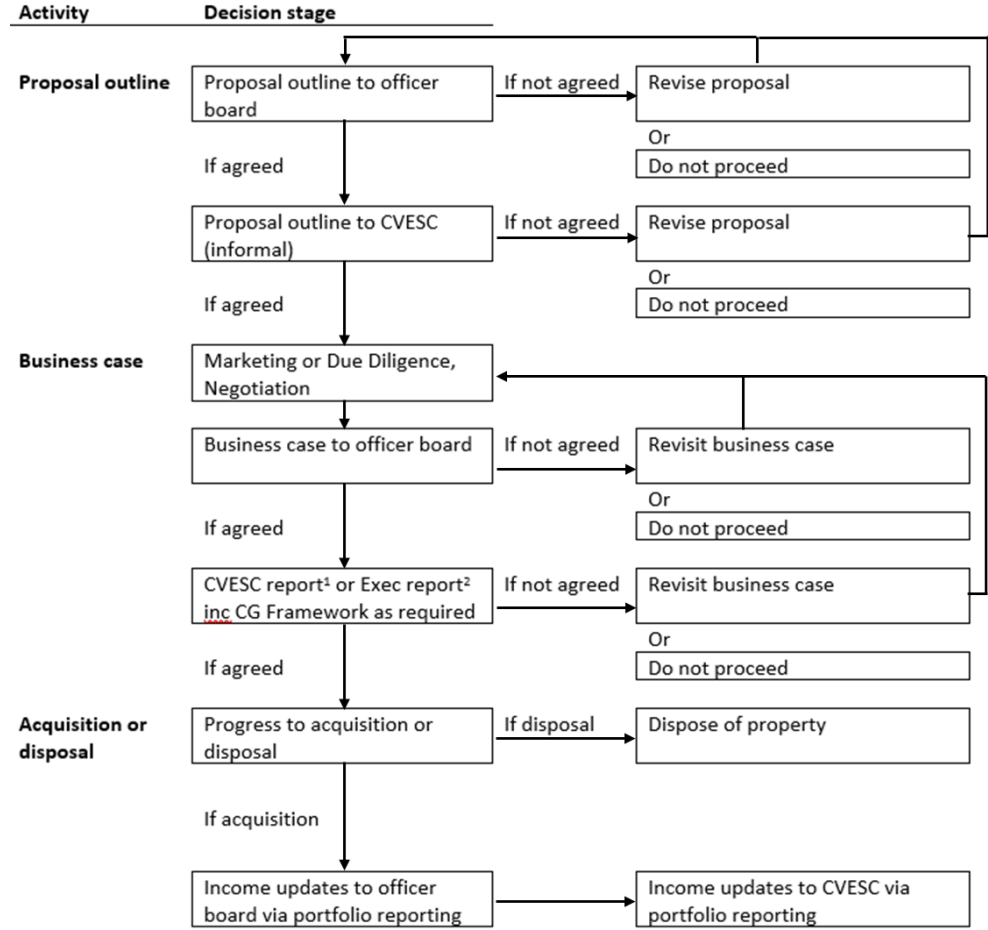 Activity
Decision stage
Proposal outline
Proposal outline to officer
board
If not agreed
Revise proposal
Or
Do not proceed
If agreed
Proposal outline to CVESC
(informal)
If not agreed
Revise proposal
Or
Do not proceed
If agreed
Business case
Marketing or Due Diligence,
Negotiation
Business case to officer board
If not agreed
Revisit business case
Or
Do not proceed
If agreed
CVESC report¹ or Exec report²
inc CG Framework as required
If not agreed
Revisit business case
Or
Do not proceed
If agreed
Acquisition or
disposal
Progress to acquisition or
disposal
If disposal
Dispose of property
If acquisition
Income updates to officer
board via portfolio reporting
Income updates to CVESC via
portfolio reporting